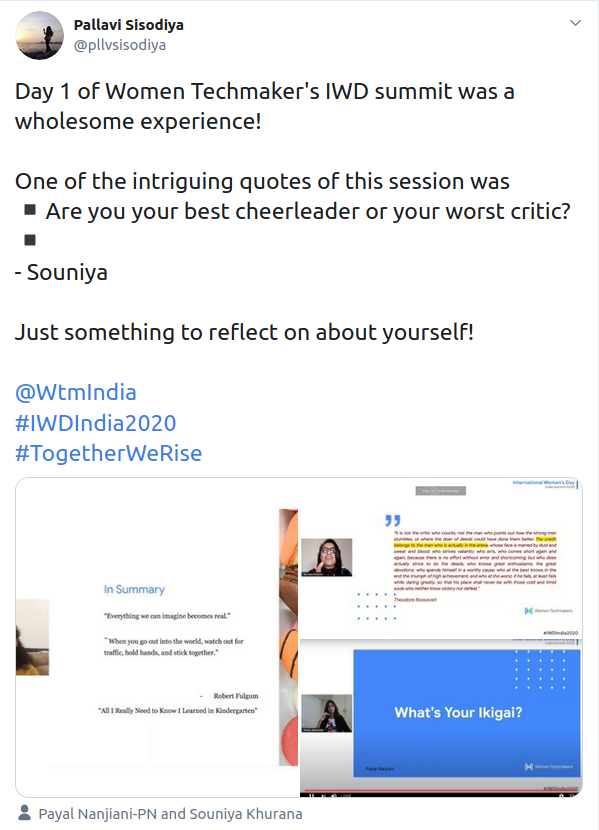 Pallavi Sisodiya
@pllvsisodiya
Day 1 of Women Techmaker's IWD summit was a
wholesome experience!
One of the intriguing quotes of this session was
▪ Are you your best cheerleader or your worst critic?
▪
- Souniya
Just something to reflect on about yourself!
@WtmIndia
#IWDIndia2020
#TogetherWeRise
In Summary
"Everything we can imagine becomes real."
"When you go out into the world, watch out for
traffic, hold hands, and stick together."
- Robert Fulgum
"All I Really Need to Know I Learned in Kindergarten"
International Women's Day
India Summit 2020
"It is not the critic who counts; not the man who points out how the strong man
stumbles, or where the doer of deeds could have done them better. The credit
belongs to the man who is actually in the arena, whose face is marred by dust and
sweat and blood; who strives valiantly; who errs, who comes short again and
again, because there is no effort without error and shortcoming; but who does
actually strive to do the deeds; who knows great enthusiasms, the great
devotions; who spends himself in a worthy cause; who at the best knows in the
end the triumph of high achievement, and who at the worst, if he fails, at least fails
while daring greatly, so that his place shall never be with those cold and timid
souls who neither know victory nor defeat."
Theodore Roosevelt
Women Techmakers
#IWDIndia2020
International Women's Day
What's Your Ikigai?
Payal Nanjiani
Women Techmakers
#IWDIndia2020
Payal Nanjiani-PN and Souniya Khurana